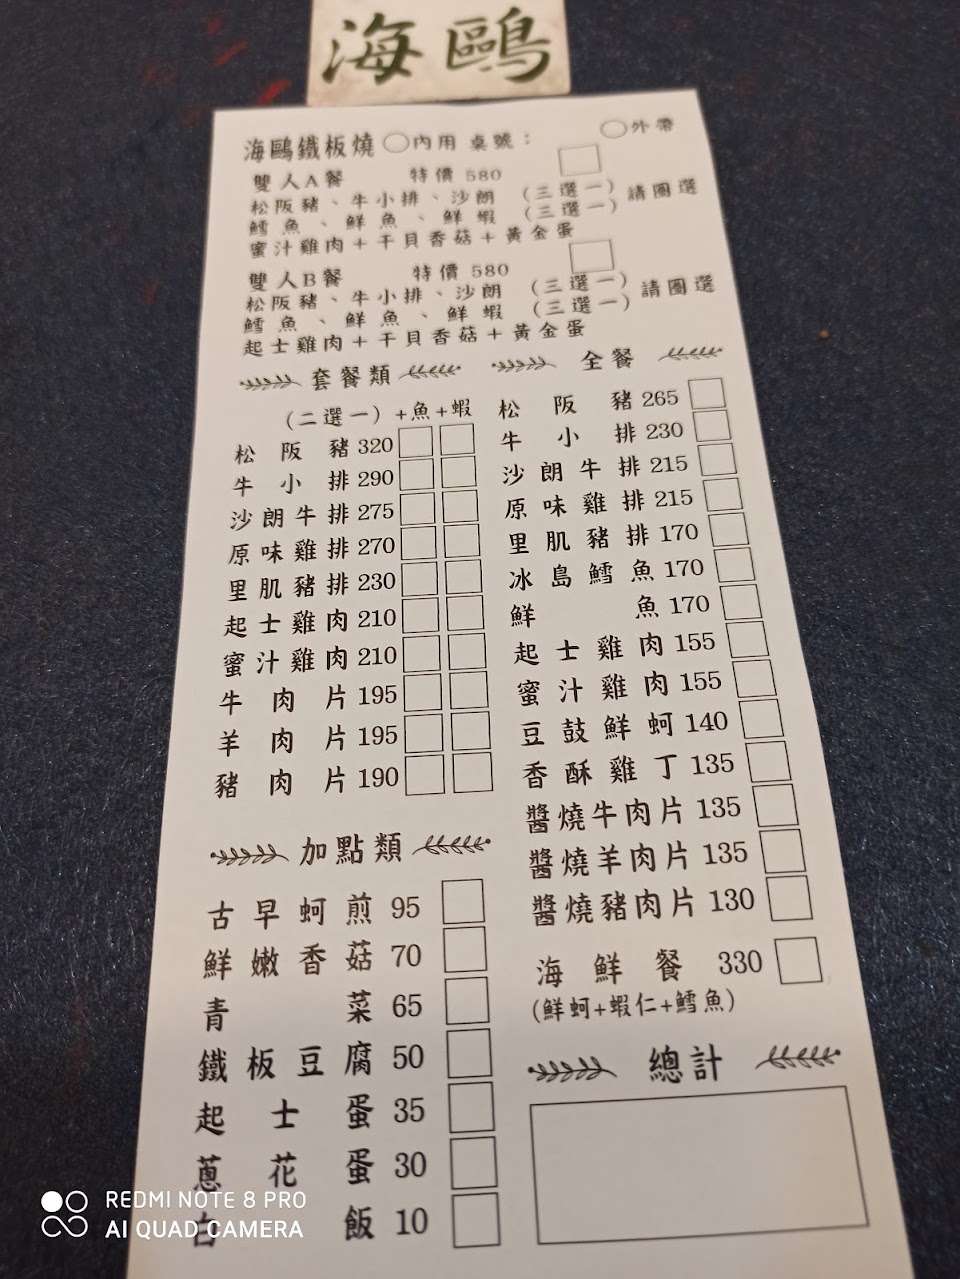 海鷗
海鷗鐵板燒 ○內用 桌號： ○外帶
雙人A餐 特價 580
松阪豬、牛小排、沙朗 (三選一) 請圈選
鱈魚、鮮魚、鮮蝦 (三選一)
蜜汁雞肉＋干貝香菇＋黃金蛋
雙人B餐 特價 580
松阪豬、牛小排、沙朗 (三選一) 請圈選
鱈魚、鮮魚、鮮蝦 (三選一)
起士雞肉＋干貝香菇＋黃金蛋
套餐類
(二選一) +魚+蝦
松阪豬 320
牛小排 290
沙朗牛排 275
原味雞排 270
里肌豬排 230
起士雞肉 210
蜜汁雞肉 210
牛肉片 195
羊肉片 195
豬肉片 190
加點類
古早蚵煎 95
鮮嫩香菇 70
青菜 65
鐵板豆腐 50
起士蛋 35
蔥花蛋 30
白飯 10
全餐
松阪豬 265
牛小排 230
沙朗牛排 215
原味雞排 215
里肌豬排 170
冰島鱈魚 170
鮮魚 170
起士雞肉 155
蜜汁雞肉 155
豆鼓鮮蚵 140
香酥雞丁 135
醬燒牛肉片 135
醬燒羊肉片 135
醬燒豬肉片 130
海鮮餐 330
(鮮蚵+蝦仁+鱈魚)
總計
REDMI NOTE 8 PRO
AI QUAD CAMERA